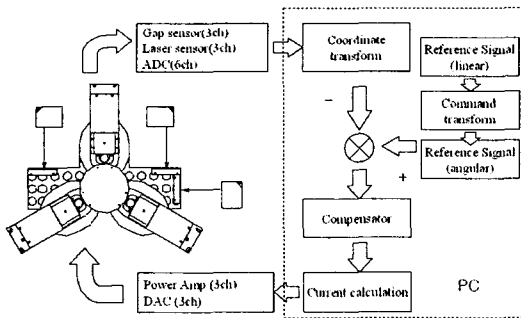 Gap sensor(3ch)
Laser sensor(3ch)
ADC(6ch)
Coordinate
transform
Reference Signal
(linear)
Command
transform
Reference Signal
(angular)
−
+
Compensator
Current calculation
Power Amp (3ch)
DAC (3ch)
PC